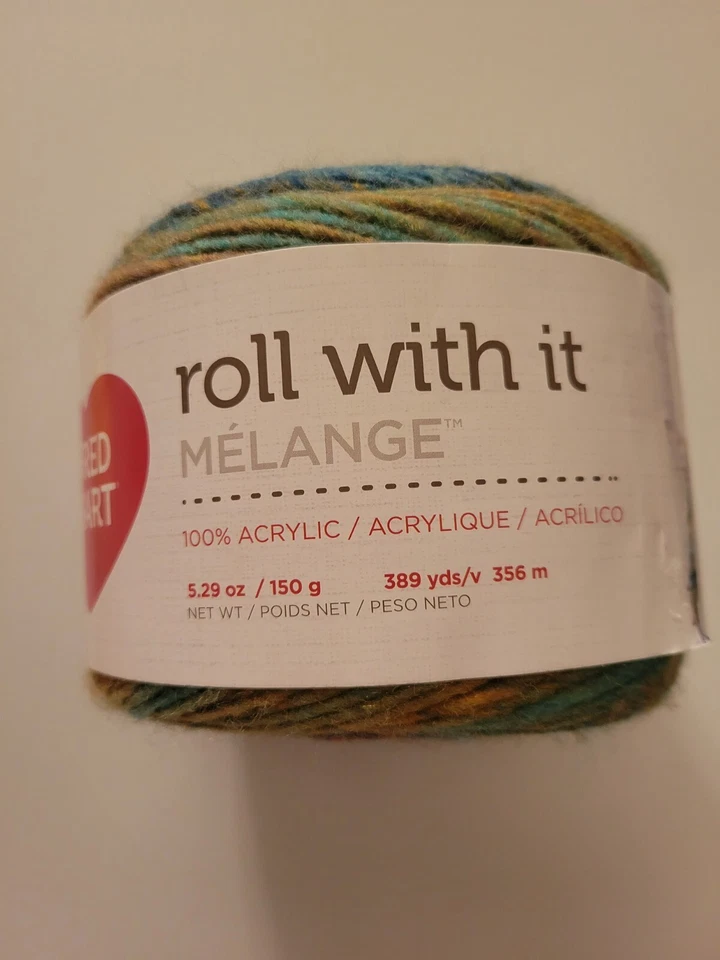 roll with it
MÉLANGE™
RED
100% ACRYLIC / ACRYLIQUE / ACRÍLICO
5.29 oz / 150 g 389 yds/v 356 m
NET WT / POIDS NET / PESO NETO